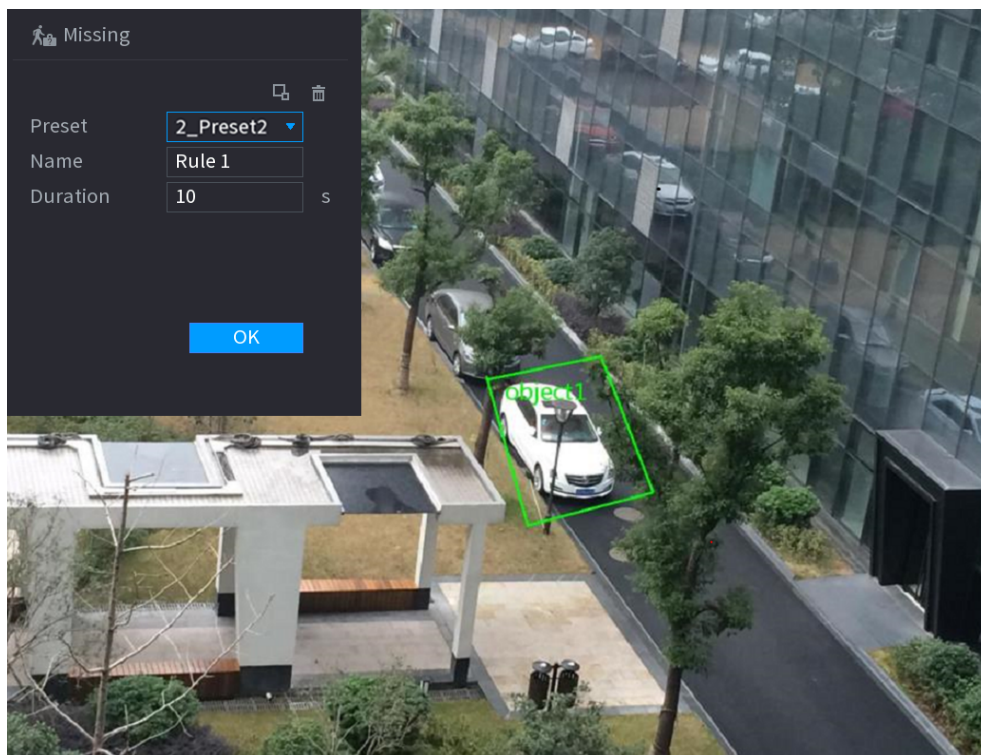 Missing
Preset 2_Preset2
Name Rule 1
Duration 10 s
OK
object1